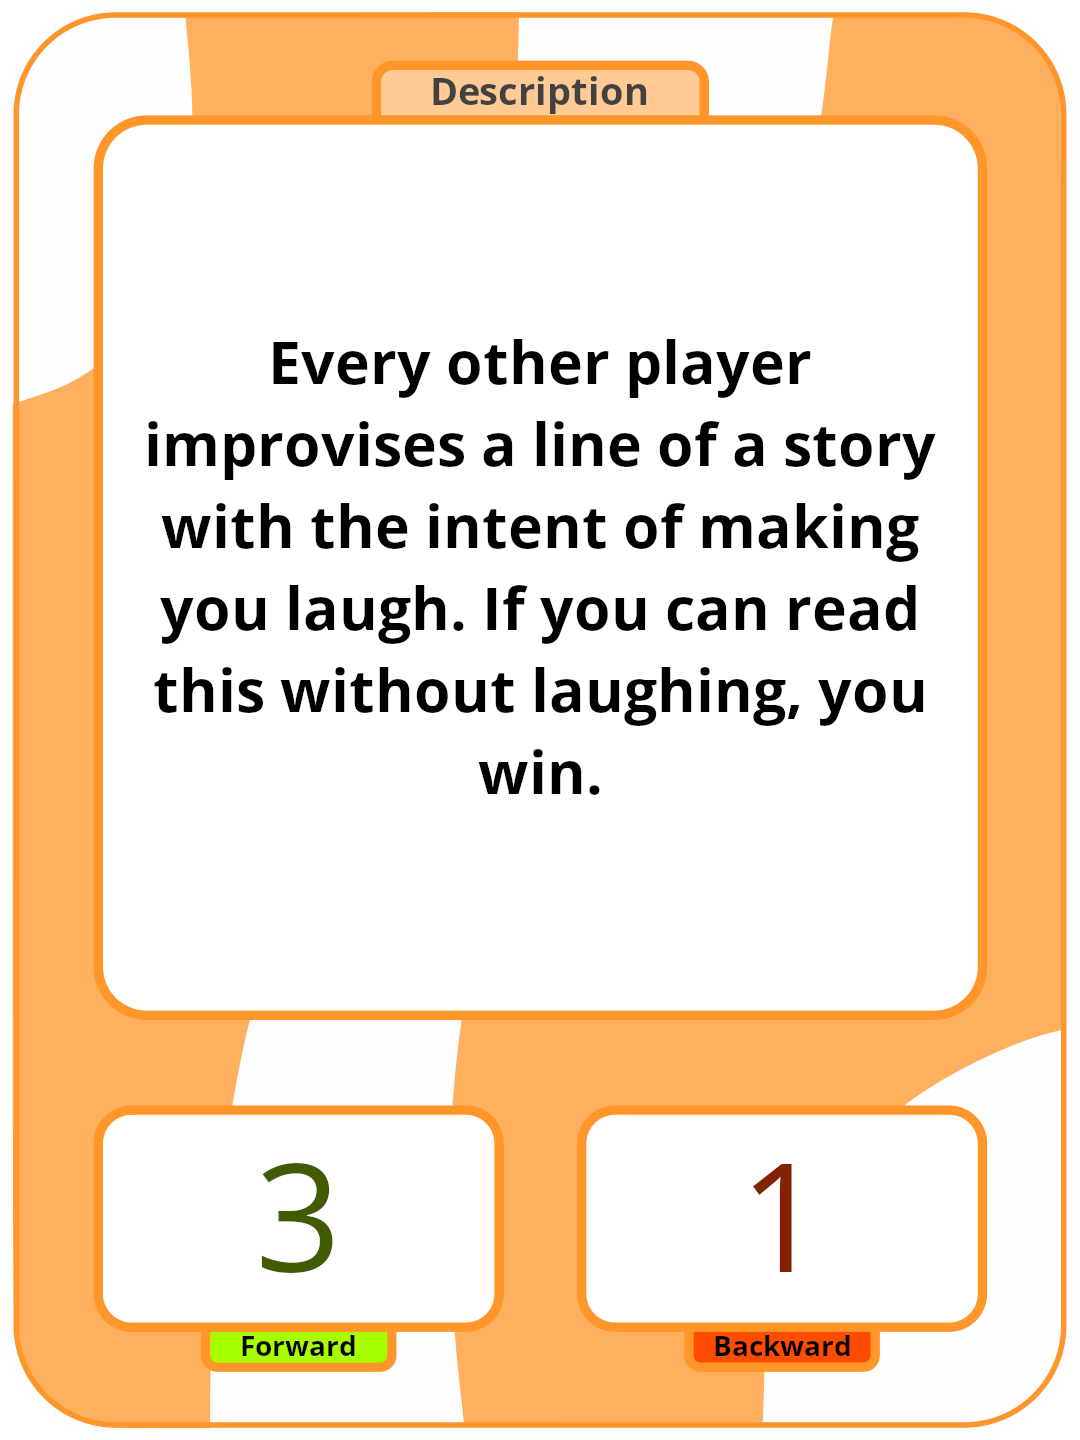 Description
Every other player
improvises a line of a story
with the intent of making
you laugh. If you can read
this without laughing, you
win.
3
1
Forward
Backward